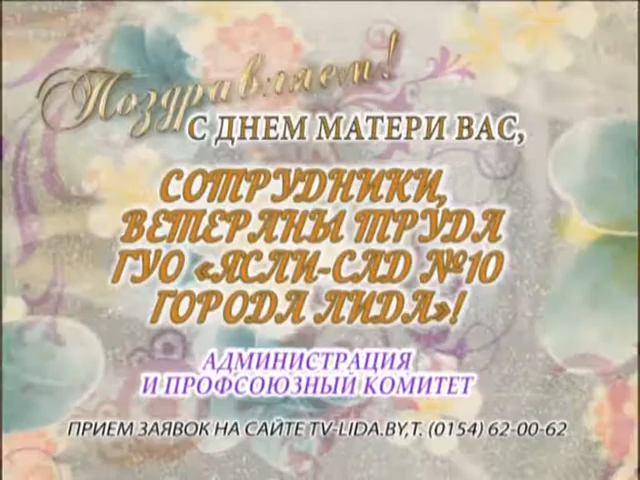 Поздравляем!
С ДНЕМ МАТЕРИ ВАС,
СОТРУДНИКИ,
ВЕТЕРАНЫ ТРУДА
ГУО «ЯСЛИ-САД №10
ГОРОДА ЛИДА»!
АДМИНИСТРАЦИЯ
И ПРОФСОЮЗНЫЙ КОМИТЕТ
ПРИЕМ ЗАЯВОК НА САЙТЕ TV-LIDA.BY,Т. (0154) 62-00-62